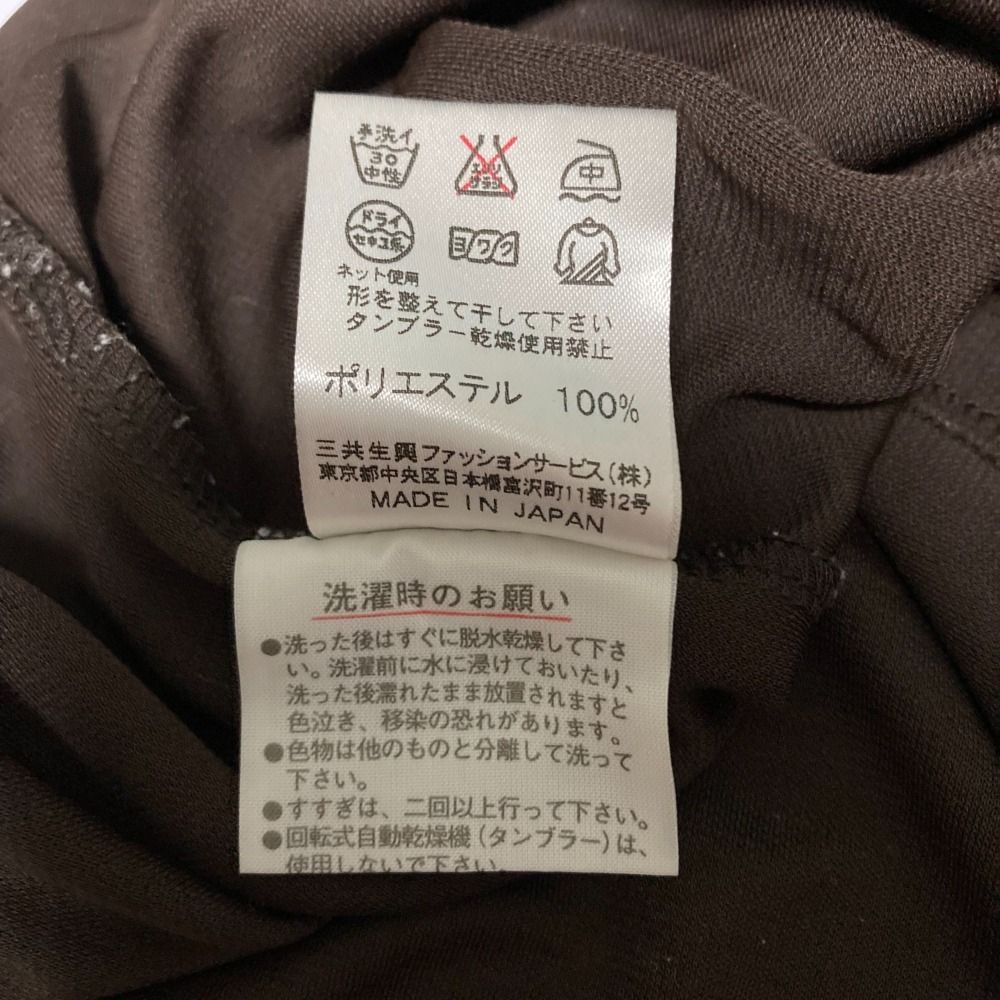 手洗イ
30
中性
エンソ
サラシ
中
ドライ
セキユ系
ヨワク
ネット使用
形を整えて干して下さい
タンブラー乾燥使用禁止
ポリエステル 100%
三共生興ファッションサービス(株)
東京都中央区日本橋富沢町11番12号
MADE IN JAPAN
洗濯時のお願い
●洗った後はすぐに脱水乾燥して下さ
い。洗濯前に水に浸けておいたり、
洗った後濡れたまま放置されますと
色泣き、移染の恐れがあります。
●色物は他のものと分離して洗って
下さい。
●すすぎは、二回以上行って下さい。
●回転式自動乾燥機(タンブラー)は、
使用しないで下さい。